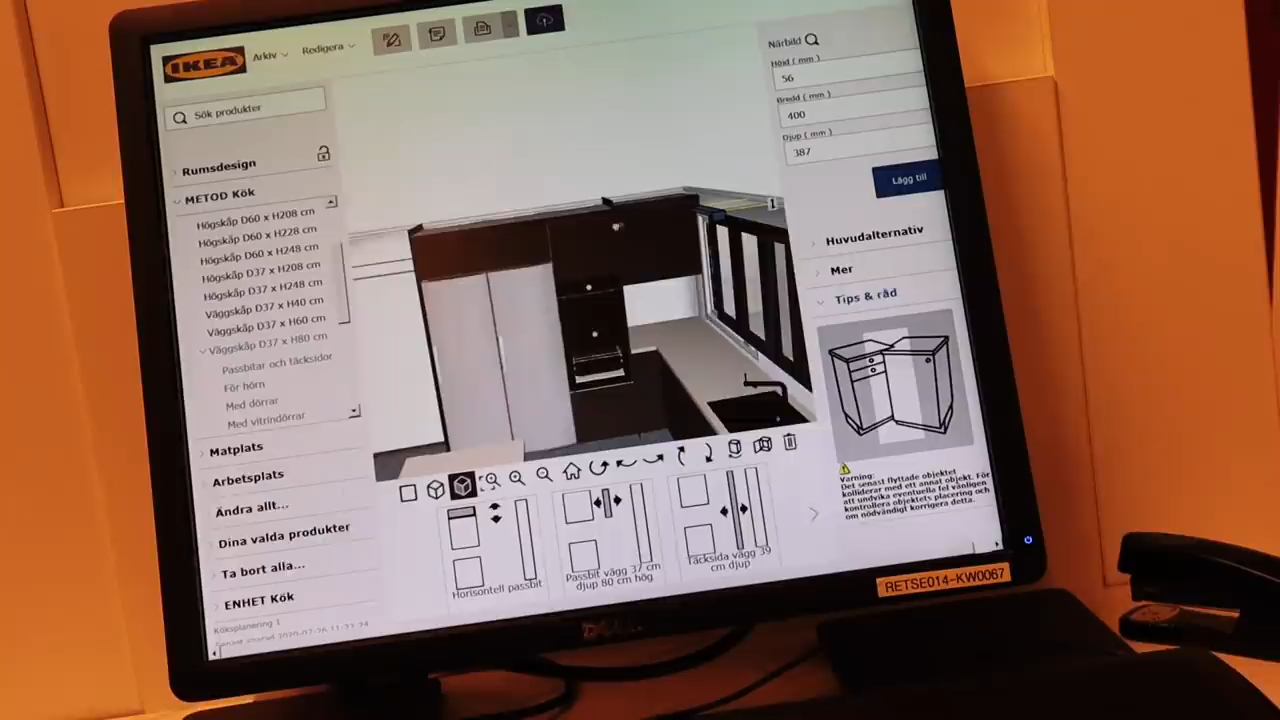 IKEA
Arkiv
Redigera
Sök produkter
Rumsdesign
METOD Kök
Högskåp D60 x H208 cm
Högskåp D60 x H228 cm
Högskåp D60 x H248 cm
Högskåp D37 x H208 cm
Högskåp D37 x H248 cm
Väggskåp D37 x H40 cm
Väggskåp D37 x H60 cm
Väggskåp D37 x H80 cm
Passbitar och täcksidor
För hörn
Med dörrar
Med vitrindörrar
Matplats
Arbetsplats
Ändra allt...
Dina valda produkter
Ta bort alla...
ENHET Kök
Köksplanering 1
1
Horisontell passbit
Passbit vägg 37 cm
djup 80 cm hög
Täcksida vägg 39
cm djup
Närbild
Höjd ( mm )
56
Bredd ( mm )
400
Djup ( mm )
387
Lägg till
Huvudalternativ
Mer
Tips & råd
Varning:
Det senast flyttade objektet
kolliderar med ett annat objekt. För
att undvika eventuella fel vänligen
kontrollera objektets placering och
om nödvändigt korrigera detta.
DELL
RETSE014-KW0067